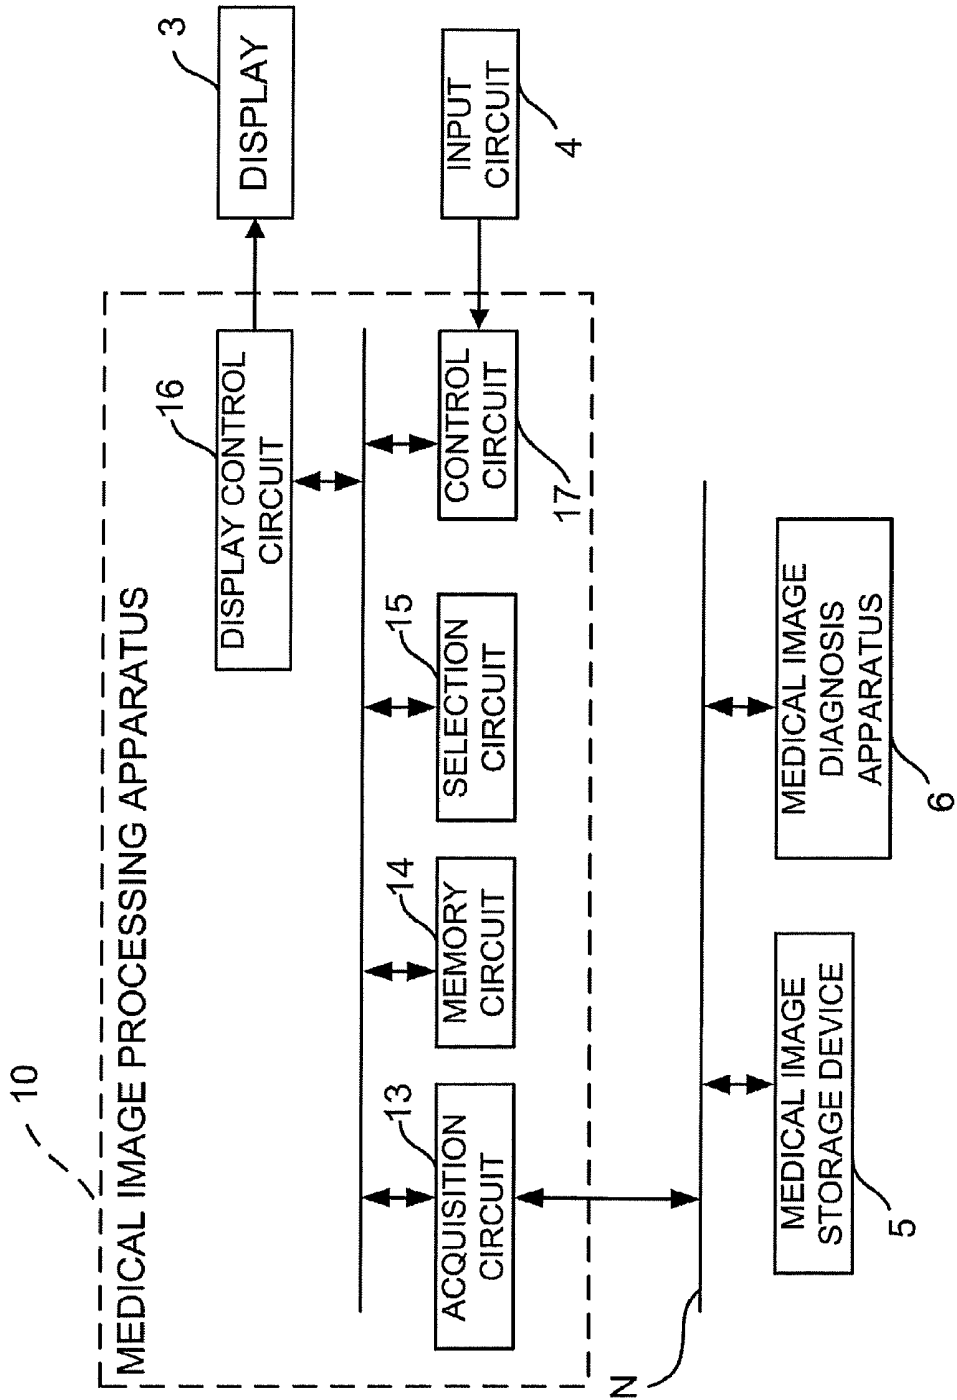 10
MEDICAL IMAGE PROCESSING APPARATUS
16
DISPLAY CONTROL
CIRCUIT
3
DISPLAY
13
ACQUISITION
CIRCUIT
14
MEMORY
CIRCUIT
15
SELECTION
CIRCUIT
CONTROL
CIRCUIT
17
INPUT
CIRCUIT
4
N
MEDICAL IMAGE
STORAGE DEVICE
5
MEDICAL IMAGE
DIAGNOSIS
APPARATUS
6